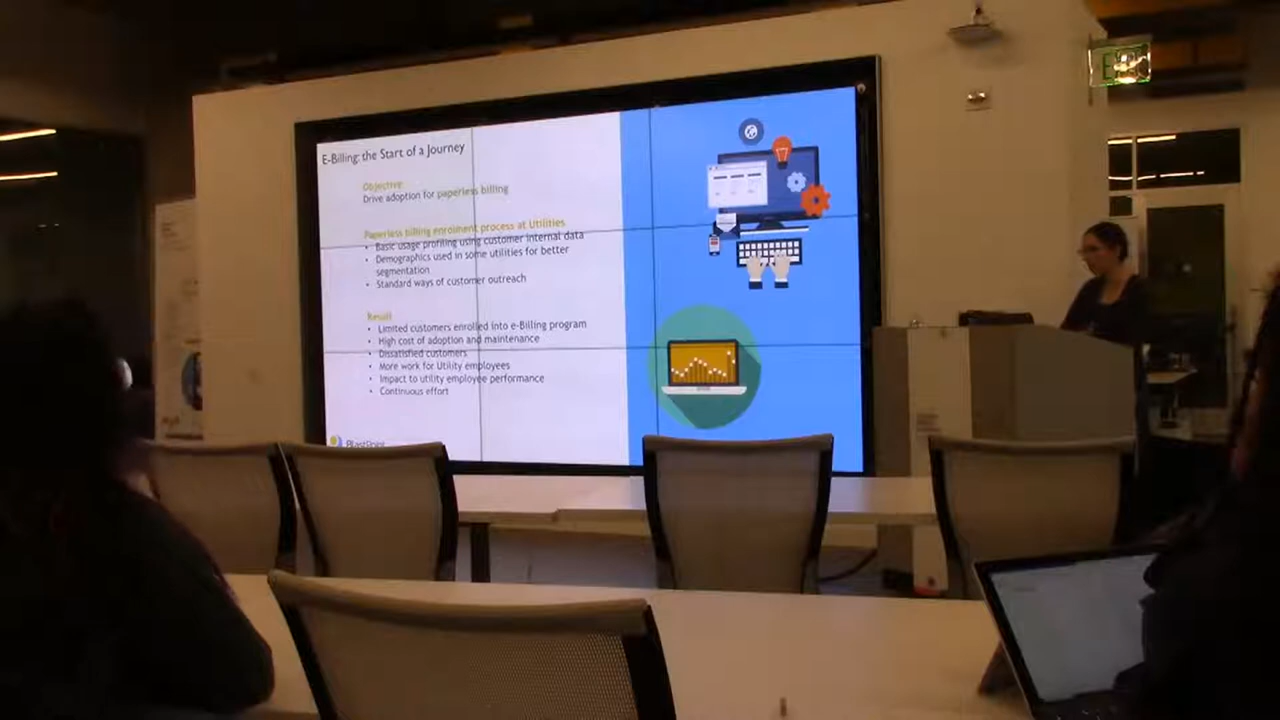 E-Billing: the Start of a Journey
Objective
Drive adoption for paperless billing
Paperless billing enrolment process at Utilities
• Basic usage profiling using customer internal data
• Demographics used in some utilities for better
segmentation
• Standard ways of customer outreach
Result
• Limited customers enrolled into e-Billing program
• High cost of adoption and maintenance
• Dissatisfied customers
• More work for Utility employees
• Impact to utility employee performance
• Continuous effort
BlastPoint
EXIT